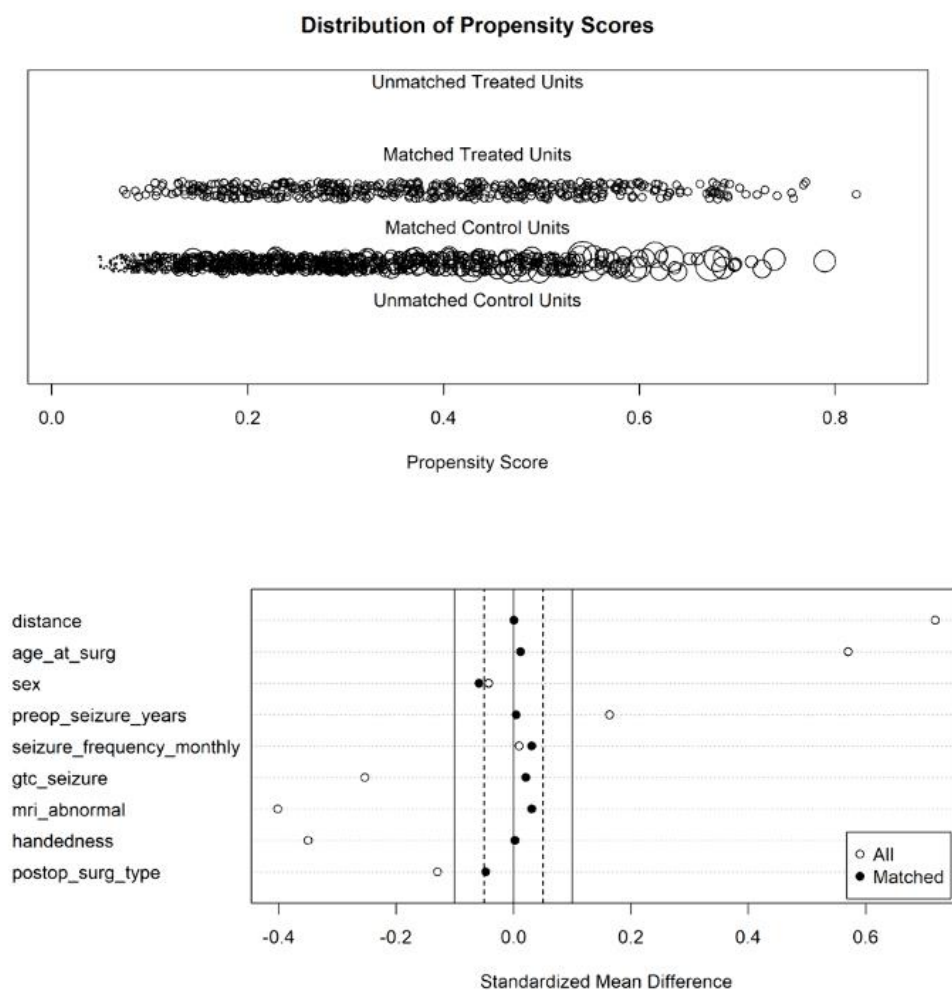 Distribution of Propensity Scores
Unmatched Treated Units
Matched Treated Units
Matched Control Units
Unmatched Control Units
0.0 0.2 0.4 0.6 0.8
Propensity Score
distance
age_at_surg
sex
preop_seizure_years
seizure_frequency_monthly
gtc_seizure
mri_abnormal
handedness
postop_surg_type
All
Matched
-0.4 -0.2 0.0 0.2 0.4 0.6
Standardized Mean Difference